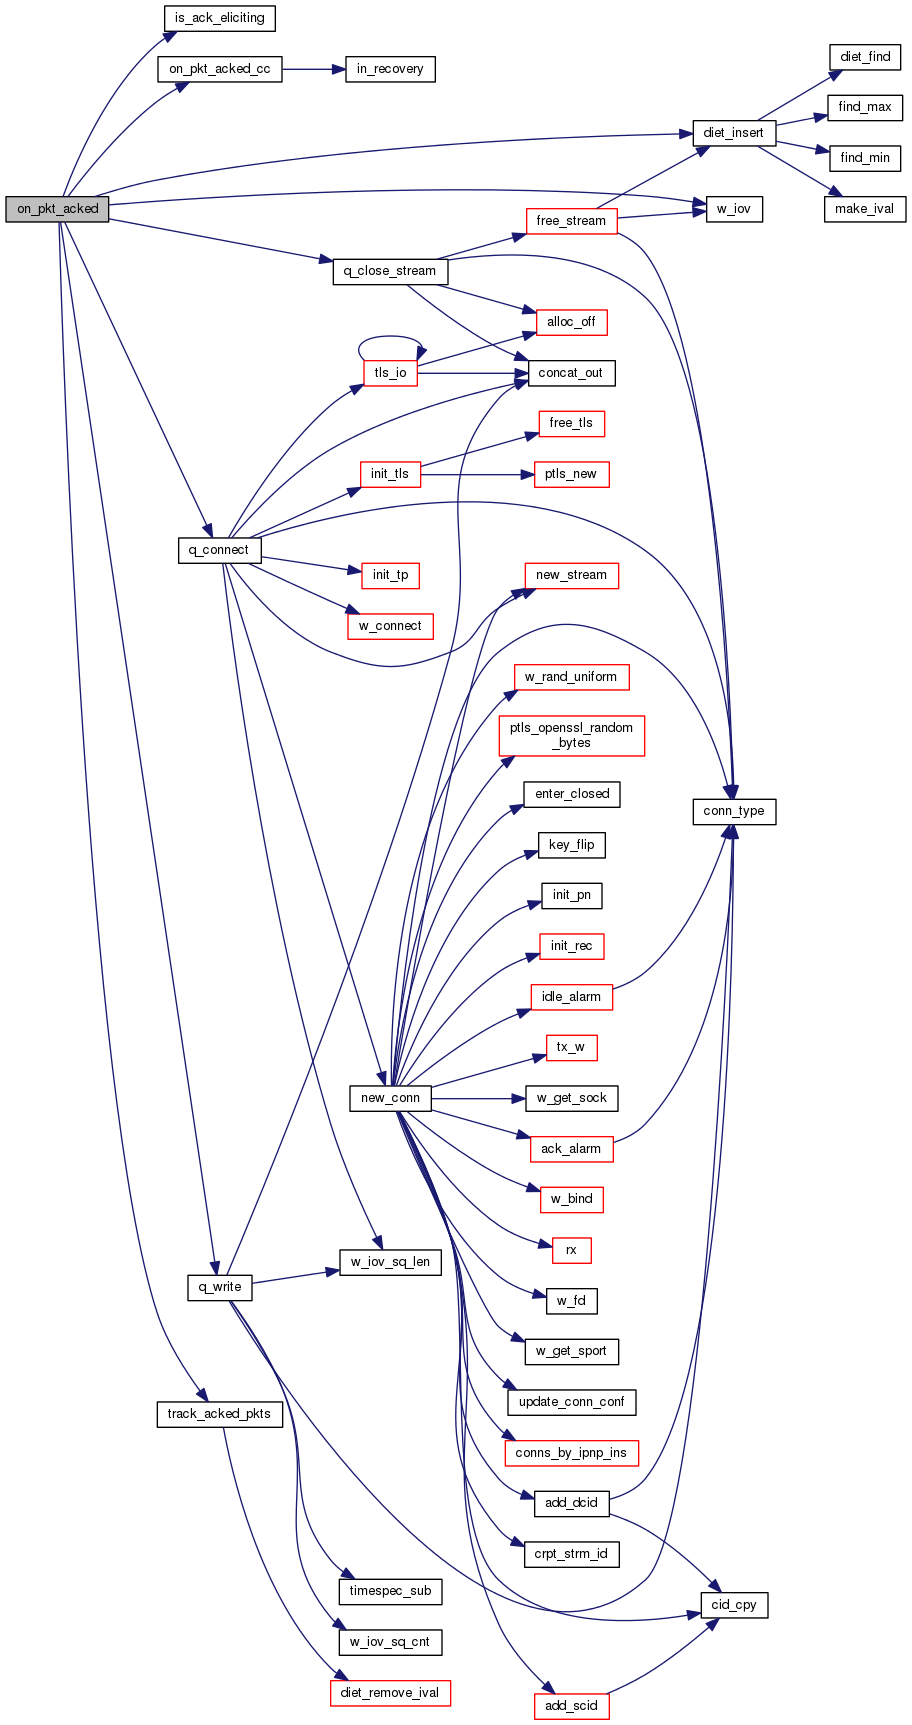 is_ack_eliciting
on_pkt_acked_cc
in_recovery
diet_find
find_max
diet_insert
find_min
make_ival
on_pkt_acked
w_iov
free_stream
q_close_stream
alloc_off
tls_io
concat_out
free_tls
init_tls
ptls_new
q_connect
init_tp
new_stream
w_connect
w_rand_uniform
ptls_openssl_random
_bytes
enter_closed
conn_type
key_flip
init_pn
init_rec
idle_alarm
tx_w
new_conn
w_get_sock
ack_alarm
w_bind
rx
w_iov_sq_len
q_write
w_fd
w_get_sport
update_conn_conf
track_acked_pkts
conns_by_ipnp_ins
add_dcid
crpt_strm_id
timespec_sub
cid_cpy
w_iov_sq_cnt
diet_remove_ival
add_scid